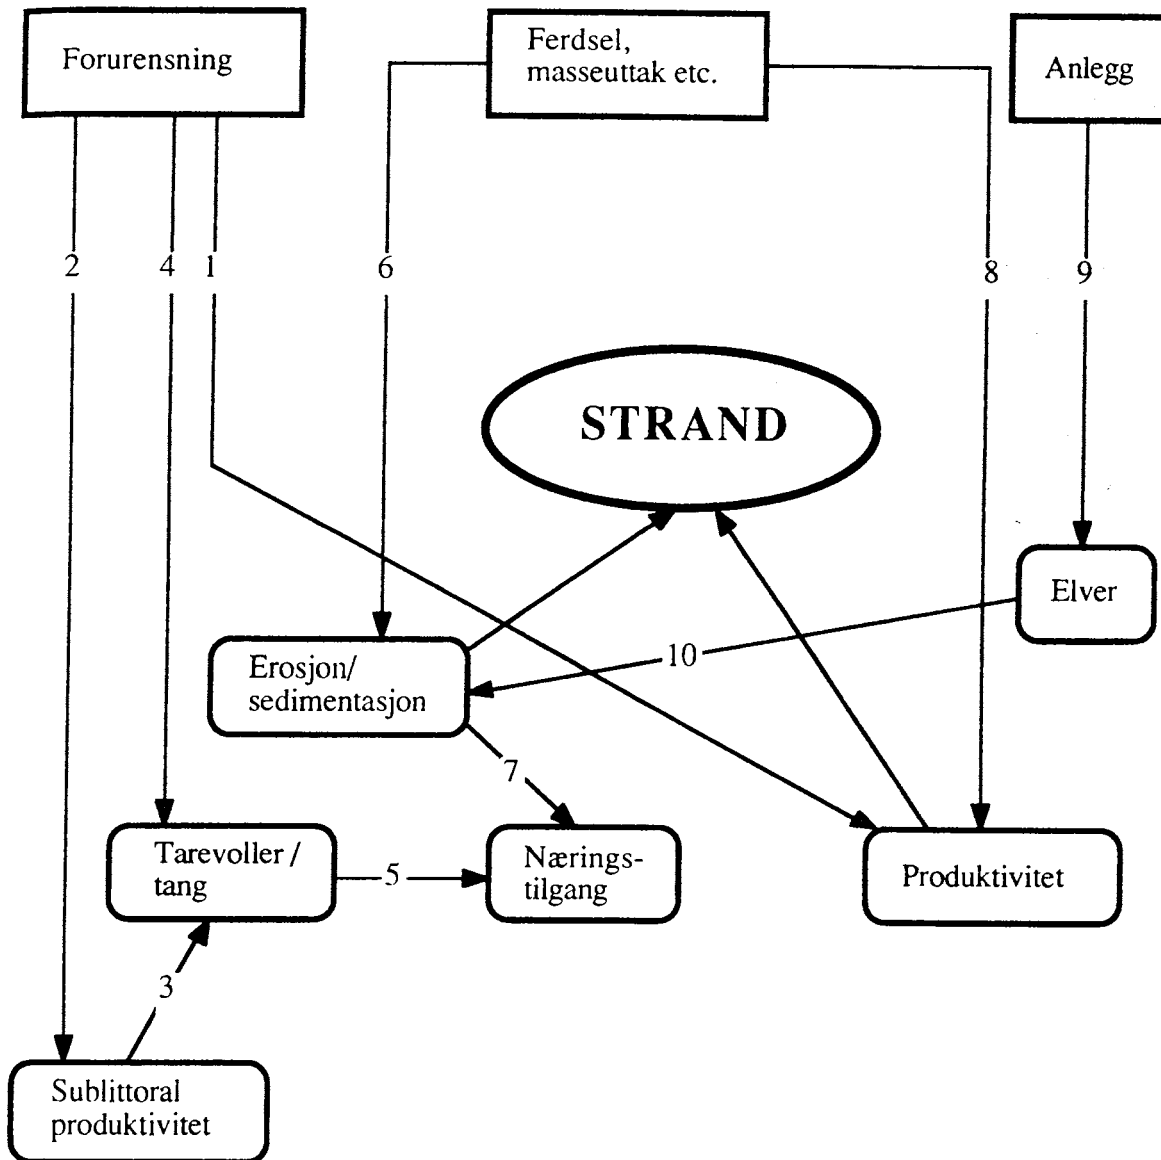 Forurensning
Ferdsel,
masseuttak etc.
Anlegg
2
4
1
6
8
9
STRAND
Elver
Erosjon/
sedimentasjon
10
7
Tarevoller /
tang
5
Nærings-
tilgang
Produktivitet
3
Sublittoral
produktivitet